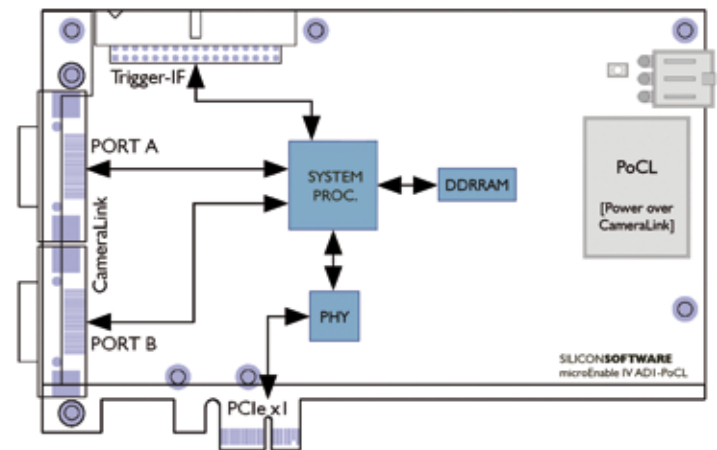 Trigger-IF
PORT A
CameraLink
PORT B
SYSTEM
PROC.
DDRRAM
PHY
PCIe x1
PoCL
[Power over
CameraLink]
SILICONSOFTWARE
microEnable IV AD1-PoCL